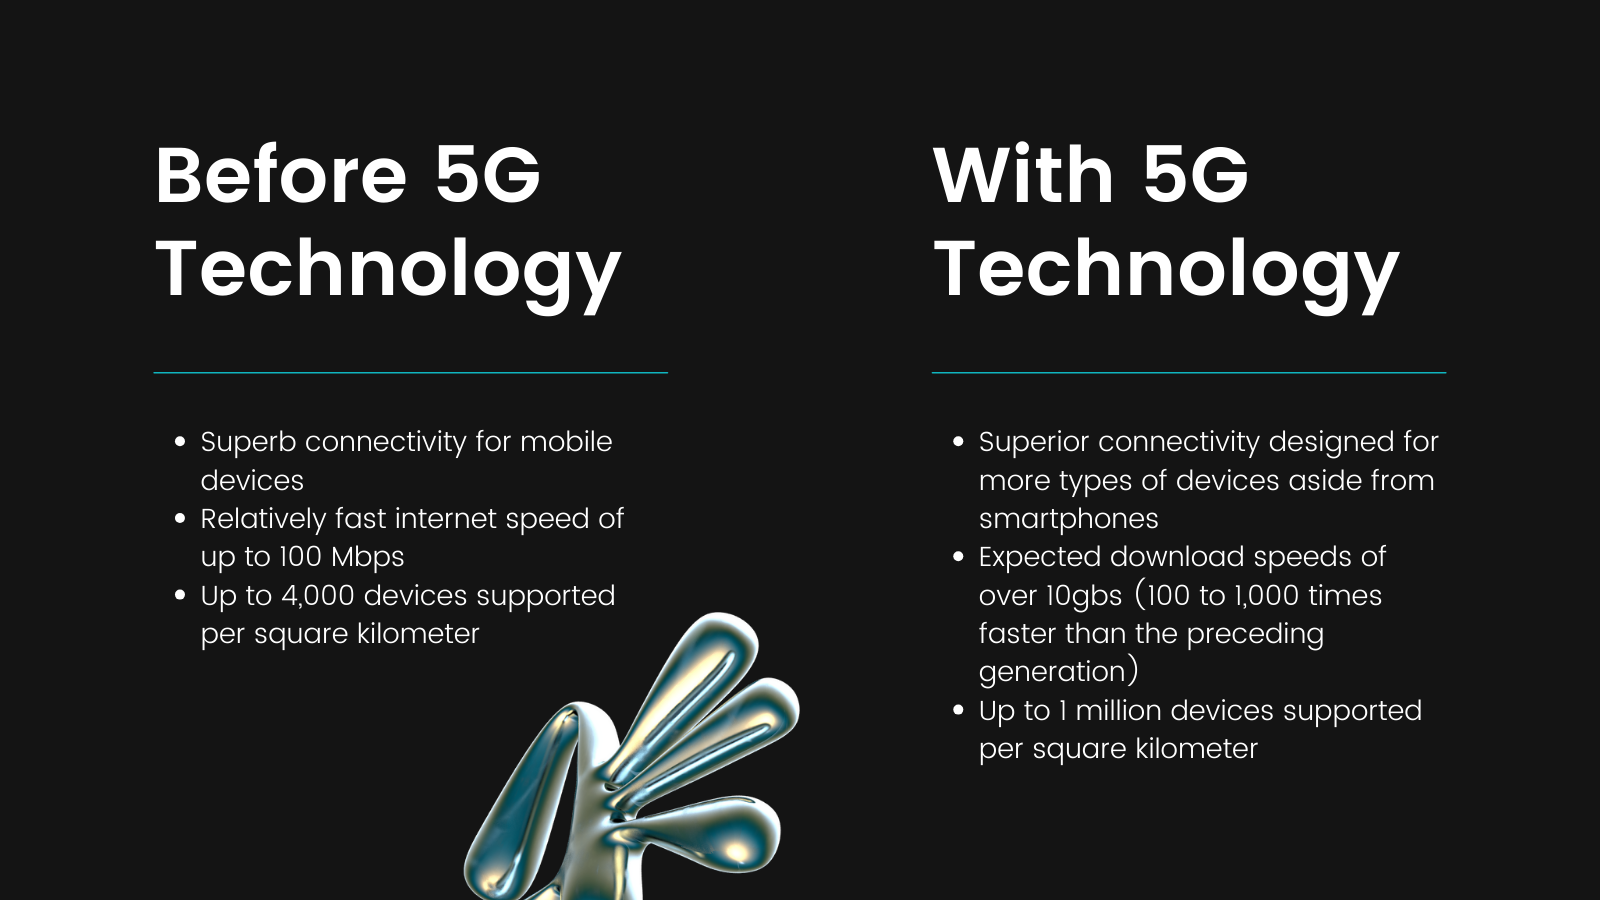 Before 5G
Technology
• Superb connectivity for mobile
devices
• Relatively fast internet speed of
up to 100 Mbps
• Up to 4,000 devices supported
per square kilometer
With 5G
Technology
• Superior connectivity designed for
more types of devices aside from
smartphones
• Expected download speeds of
over 10gbs (100 to 1,000 times
faster than the preceding
generation)
• Up to 1 million devices supported
per square kilometer